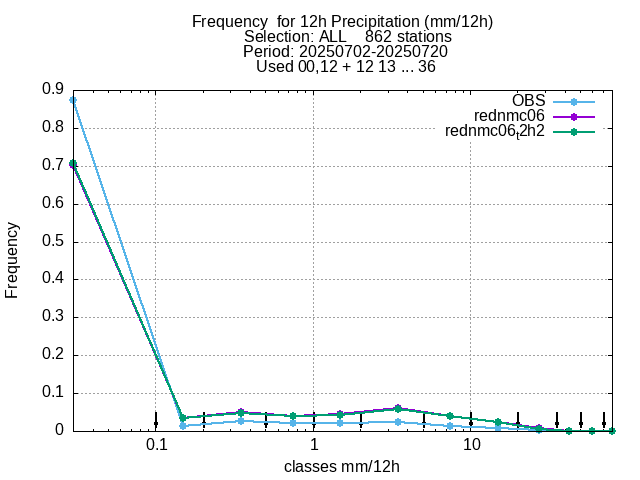 Frequency  for 12h Precipitation (mm/12h)
Selection: ALL    862 stations
Period: 20250702-20250720
Used 00,12 + 12 13 ... 36
OBS
rednmc06
rednmc06t2h2
Frequency
0.9
0.8
0.7
0.6
0.5
0.4
0.3
0.2
0.1
0
0.1
1
10
classes mm/12h